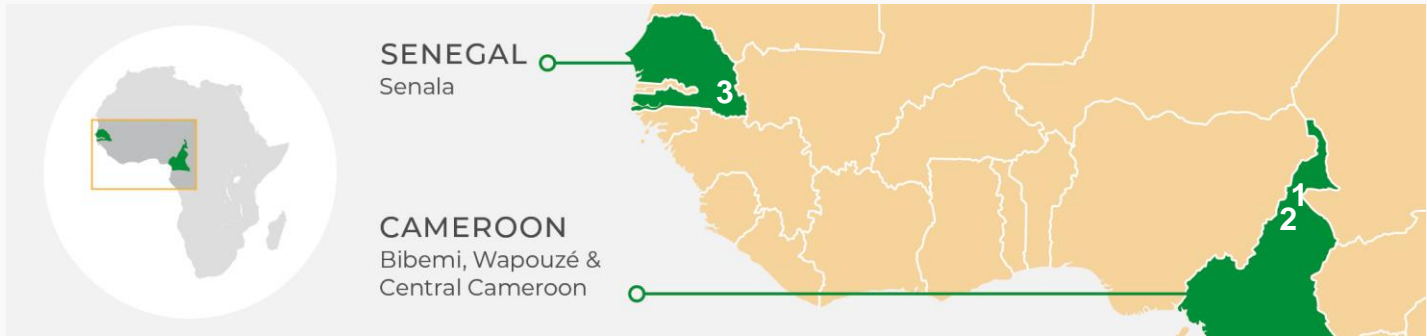 SENEGAL
Senala
3
1
2
CAMEROON
Bibemi, Wapouzé &
Central Cameroon